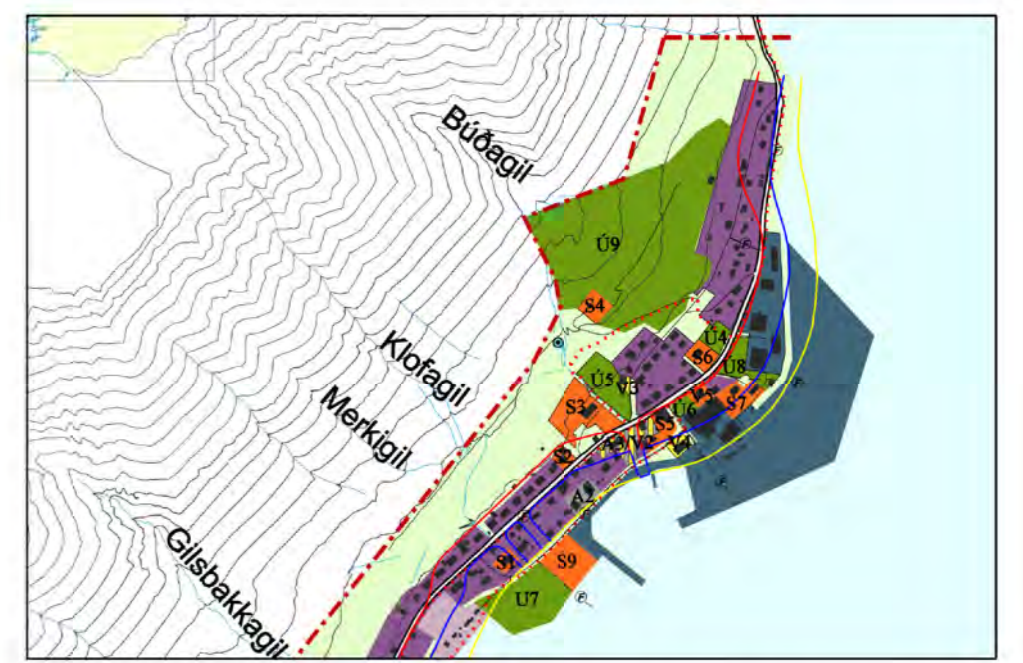 Búðagil
Ú9
S4
Ú4
S6
Ú8
Klofagil
Ú5
V3
V5
S7
S3
Ú6
S5
Merkigil
A3
V2
V4
S2
A2
Gilsbakkagil
S1
S9
U7